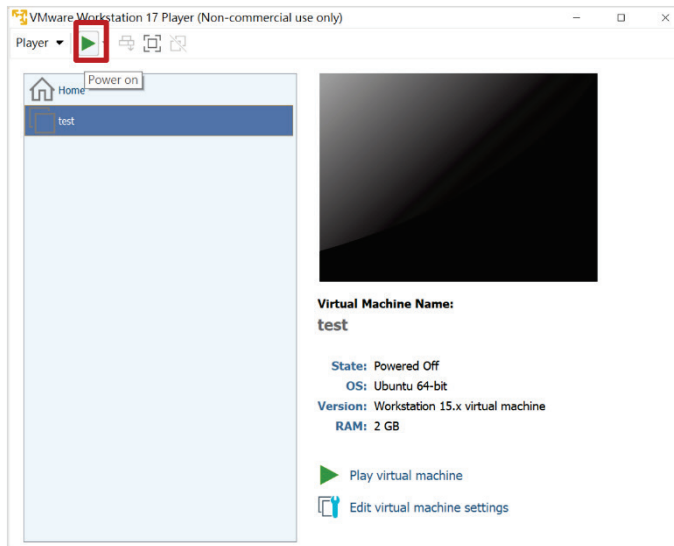 VMware Workstation 17 Player (Non-commercial use only)
Player
Power on
Home
test
Virtual Machine Name:
test
State: Powered Off
OS: Ubuntu 64-bit
Version: Workstation 15.x virtual machine
RAM: 2 GB
Play virtual machine
Edit virtual machine settings